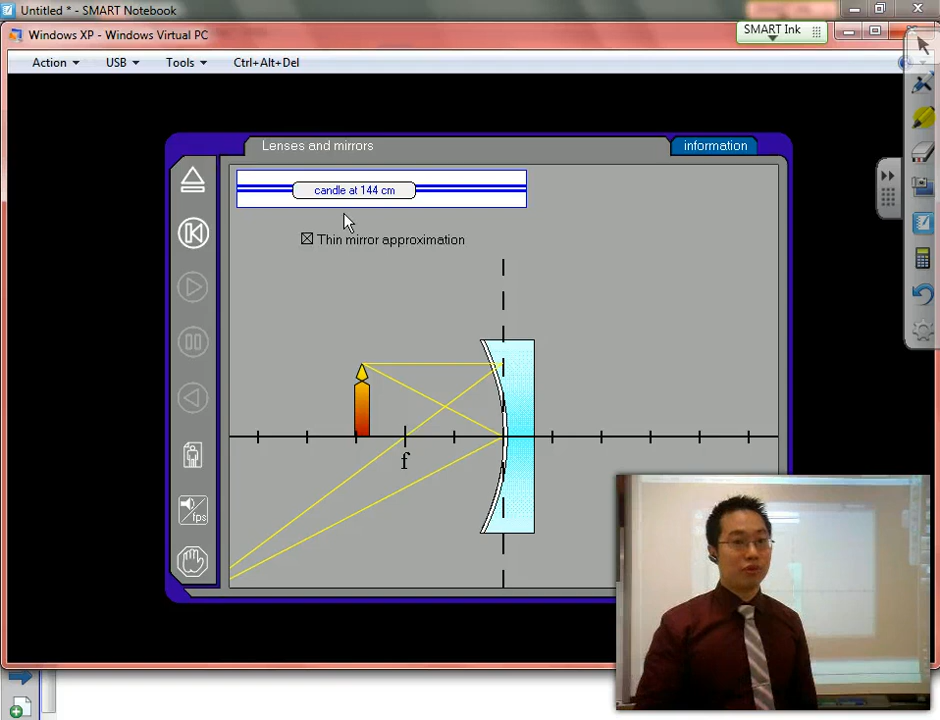 Untitled * - SMART Notebook
SMART Ink
Windows XP - Windows Virtual PC
Action
USB
Tools
Ctrl+Alt+Del
Lenses and mirrors
information
candle at 144 cm
Thin mirror approximation
f
fps